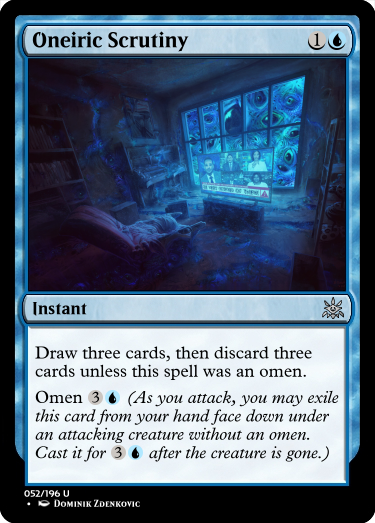 Oneiric Scrutiny 1
Instant
Draw three cards, then discard three
cards unless this spell was an omen.
Omen 3 (As you attack, you may exile
this card from your hand face down under
an attacking creature without an omen.
Cast it for 3 after the creature is gone.)
052/196 U
• Dominik Zdenkovic